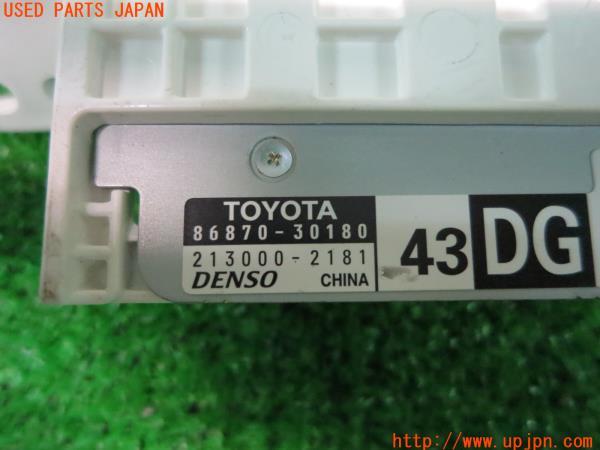 USED PARTS JAPAN
TOYOTA
86870-30180
213000-2181
DENSO CHINA
43 DG
http://www.upjpn.com